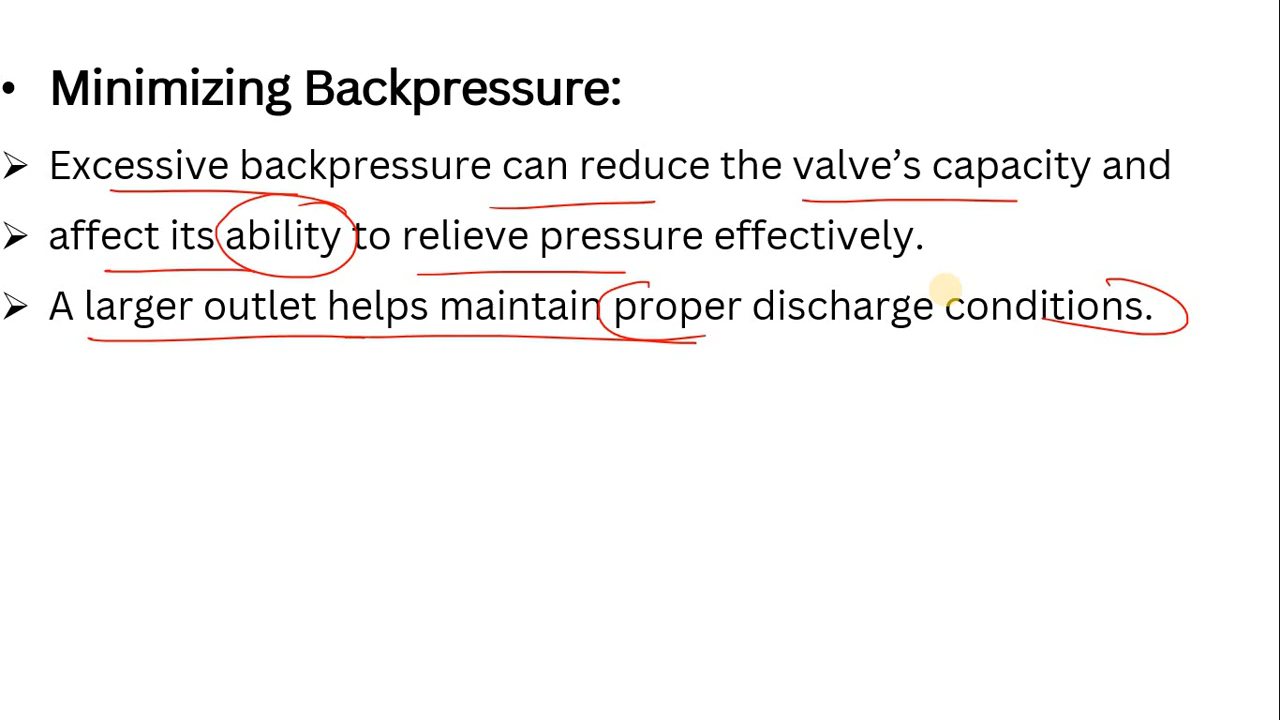 • Minimizing Backpressure:
➢ Excessive backpressure can reduce the valve’s capacity and
➢ affect its ability to relieve pressure effectively.
➢ A larger outlet helps maintain proper discharge conditions.